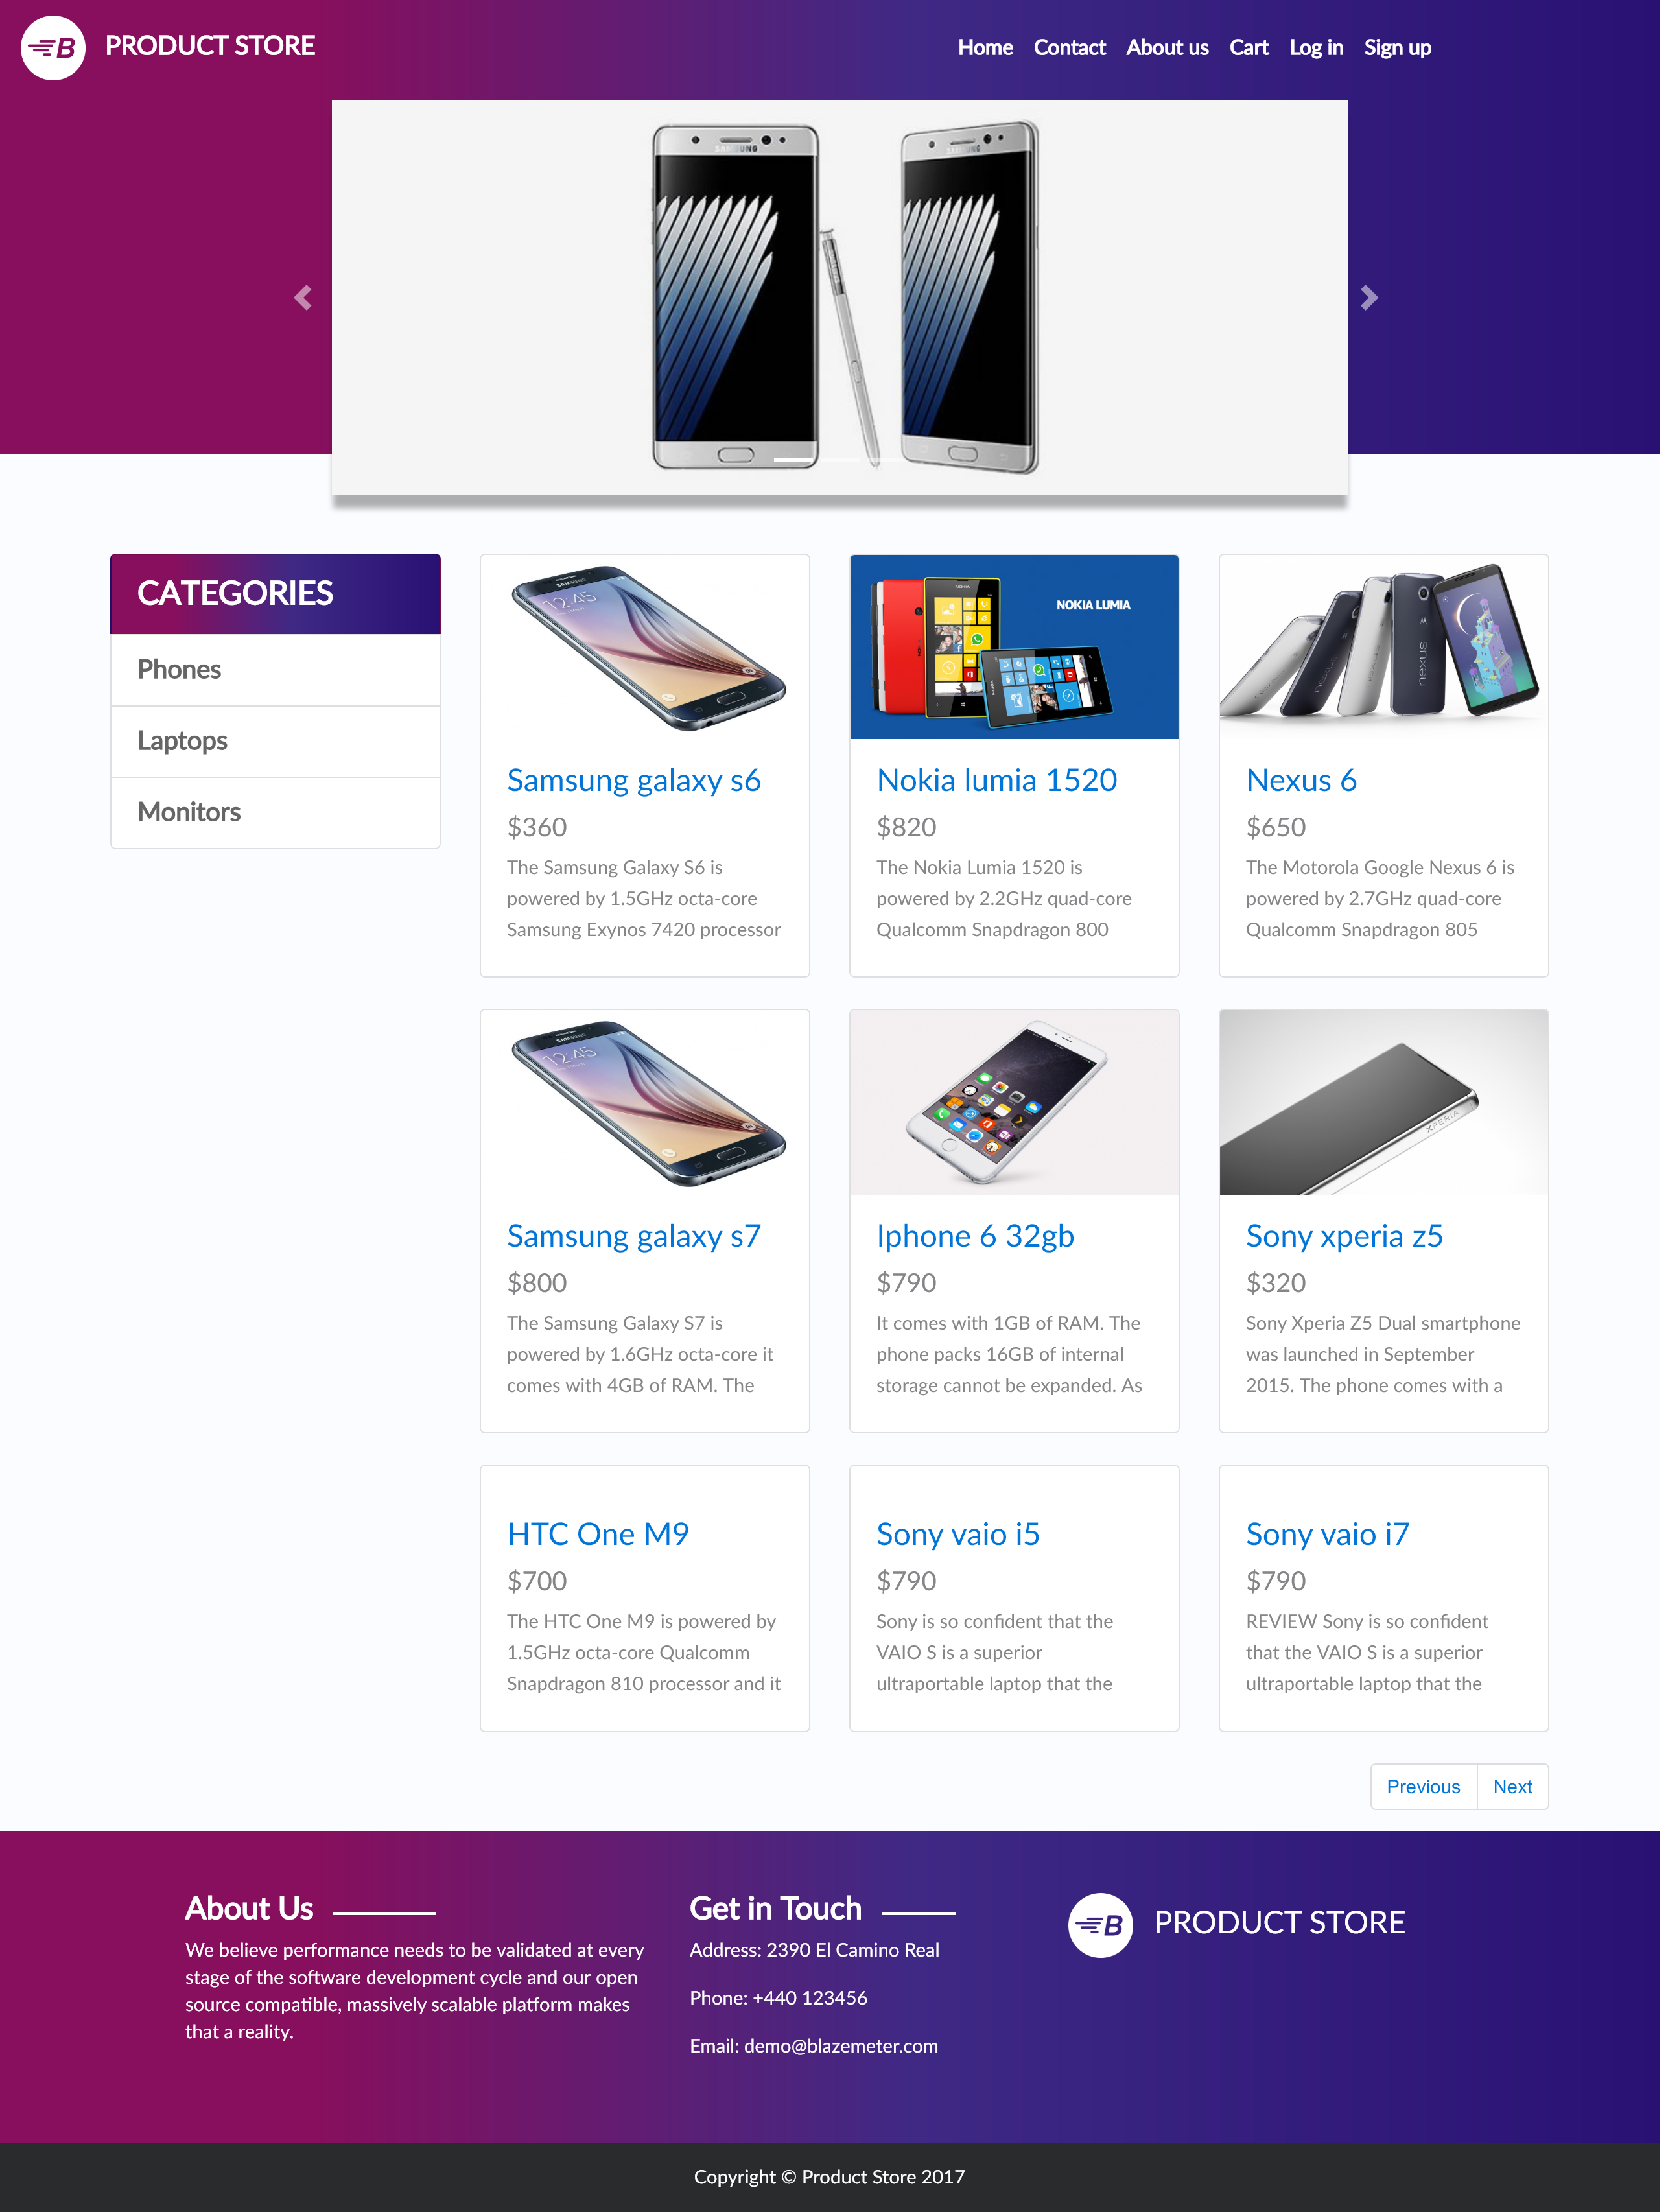 PRODUCT STORE
Home Contact About us Cart Log in Sign up
SAMSUNG
SAMSUNG
CATEGORIES
Phones
Laptops
Monitors
SAMSUNG
12:45
Samsung galaxy s6
$360
The Samsung Galaxy S6 is
powered by 1.5GHz octa-core
Samsung Exynos 7420 processor
NOKIA
NOKIA LUMIA
Nokia lumia 1520
$820
The Nokia Lumia 1520 is
powered by 2.2GHz quad-core
Qualcomm Snapdragon 800
nexus
Nexus 6
$650
The Motorola Google Nexus 6 is
powered by 2.7GHz quad-core
Qualcomm Snapdragon 805
SAMSUNG
12:45
Samsung galaxy s7
$800
The Samsung Galaxy S7 is
powered by 1.6GHz octa-core it
comes with 4GB of RAM. The
Iphone 6 32gb
$790
It comes with 1GB of RAM. The
phone packs 16GB of internal
storage cannot be expanded. As
XPERIA
Sony xperia z5
$320
Sony Xperia Z5 Dual smartphone
was launched in September
2015. The phone comes with a
HTC One M9
$700
The HTC One M9 is powered by
1.5GHz octa-core Qualcomm
Snapdragon 810 processor and it
Sony vaio i5
$790
Sony is so confident that the
VAIO S is a superior
ultraportable laptop that the
Sony vaio i7
$790
REVIEW Sony is so confident
that the VAIO S is a superior
ultraportable laptop that the
Previous Next
About Us
We believe performance needs to be validated at every
stage of the software development cycle and our open
source compatible, massively scalable platform makes
that a reality.
Get in Touch
Address: 2390 El Camino Real
Phone: +440 123456
Email: demo@blazemeter.com
B PRODUCT STORE
Copyright © Product Store 2017